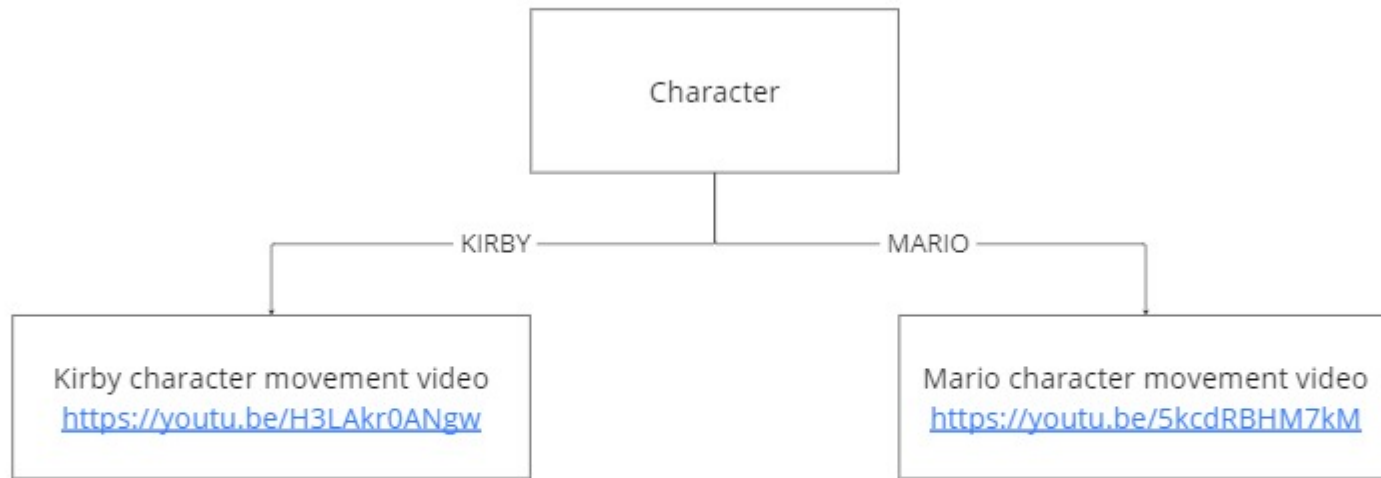 Character
KIRBY
MARIO
Kirby character movement video
https://youtu.be/H3LAkr0ANgw
Mario character movement video
https://youtu.be/5kcdRBHM7kM